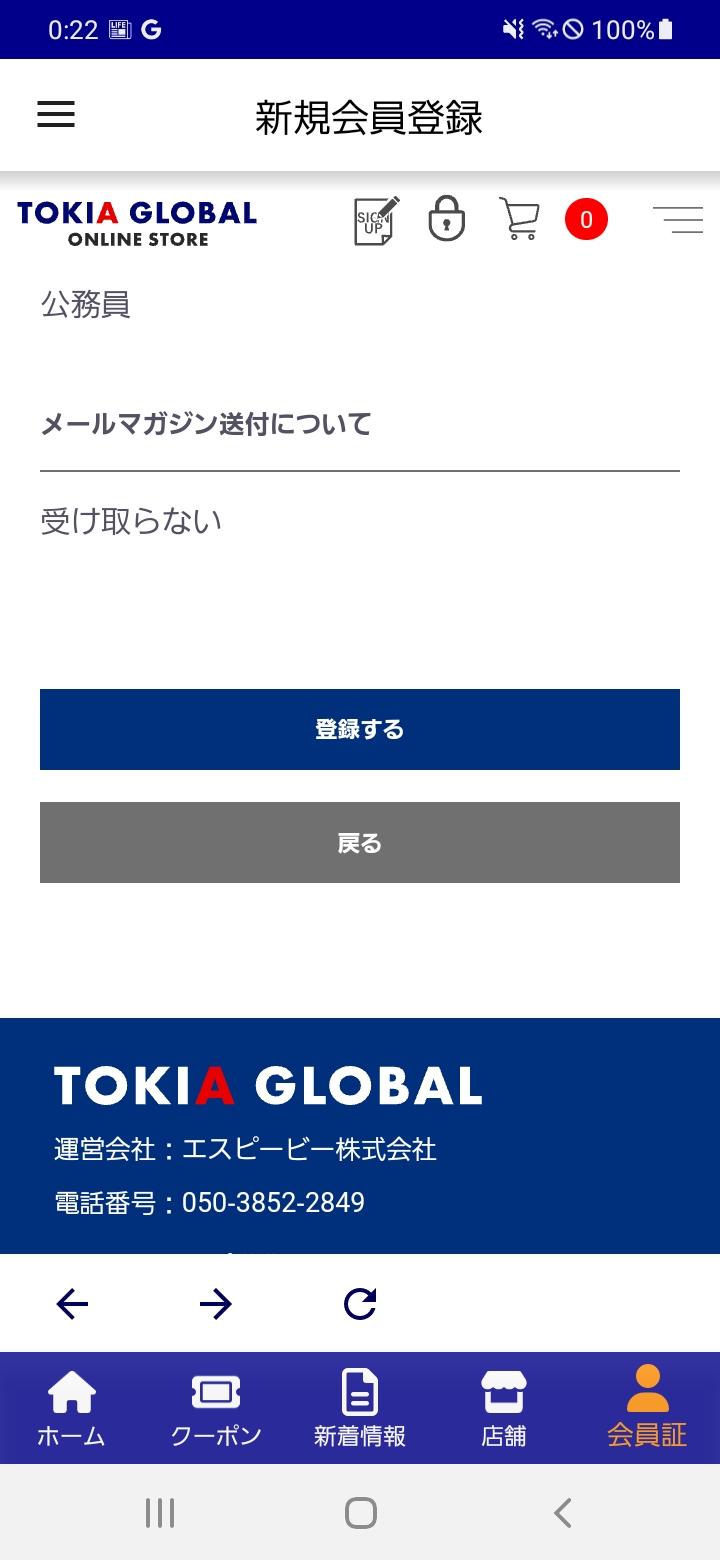 0:22 LIFE G 100%
新規会員登録
TOKIA GLOBAL
ONLINE STORE
SIGN UP
0
公務員
メールマガジン送付について
受け取らない
登録する
戻る
TOKIA GLOBAL
運営会社：エスピービー株式会社
電話番号：050-3852-2849
ホーム クーポン 新着情報 店舗 会員証